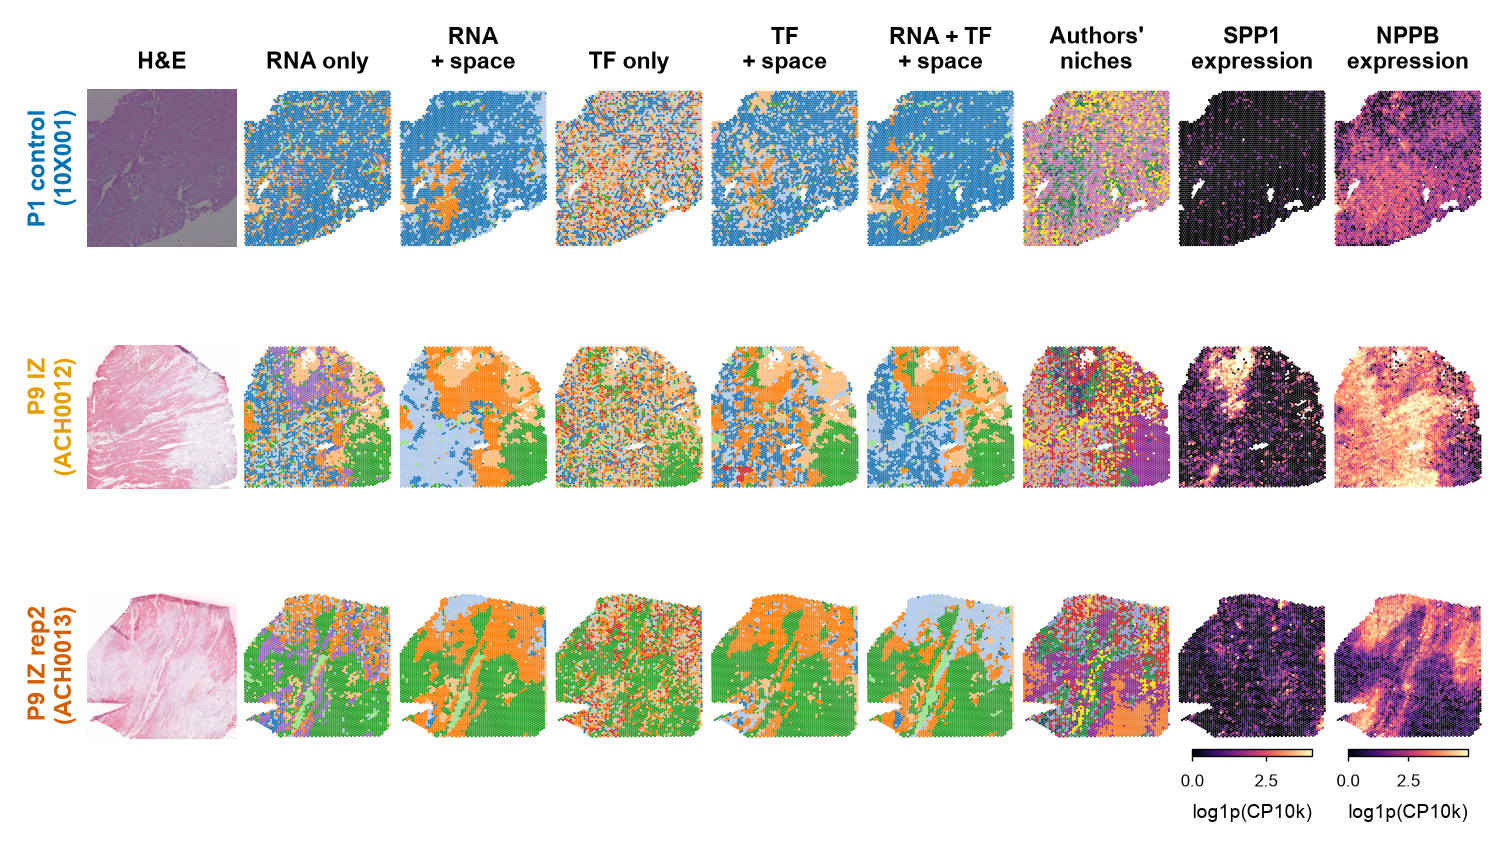 H&E
RNA only
RNA
+ space
TF only
TF
+ space
RNA + TF
+ space
Authors'
niches
SPP1
expression
NPPB
expression
P1 control
(10X001)
P9 IZ
(ACH0012)
P9 IZ rep2
(ACH0013)
0.0 2.5
log1p(CP10k)
0.0 2.5
log1p(CP10k)